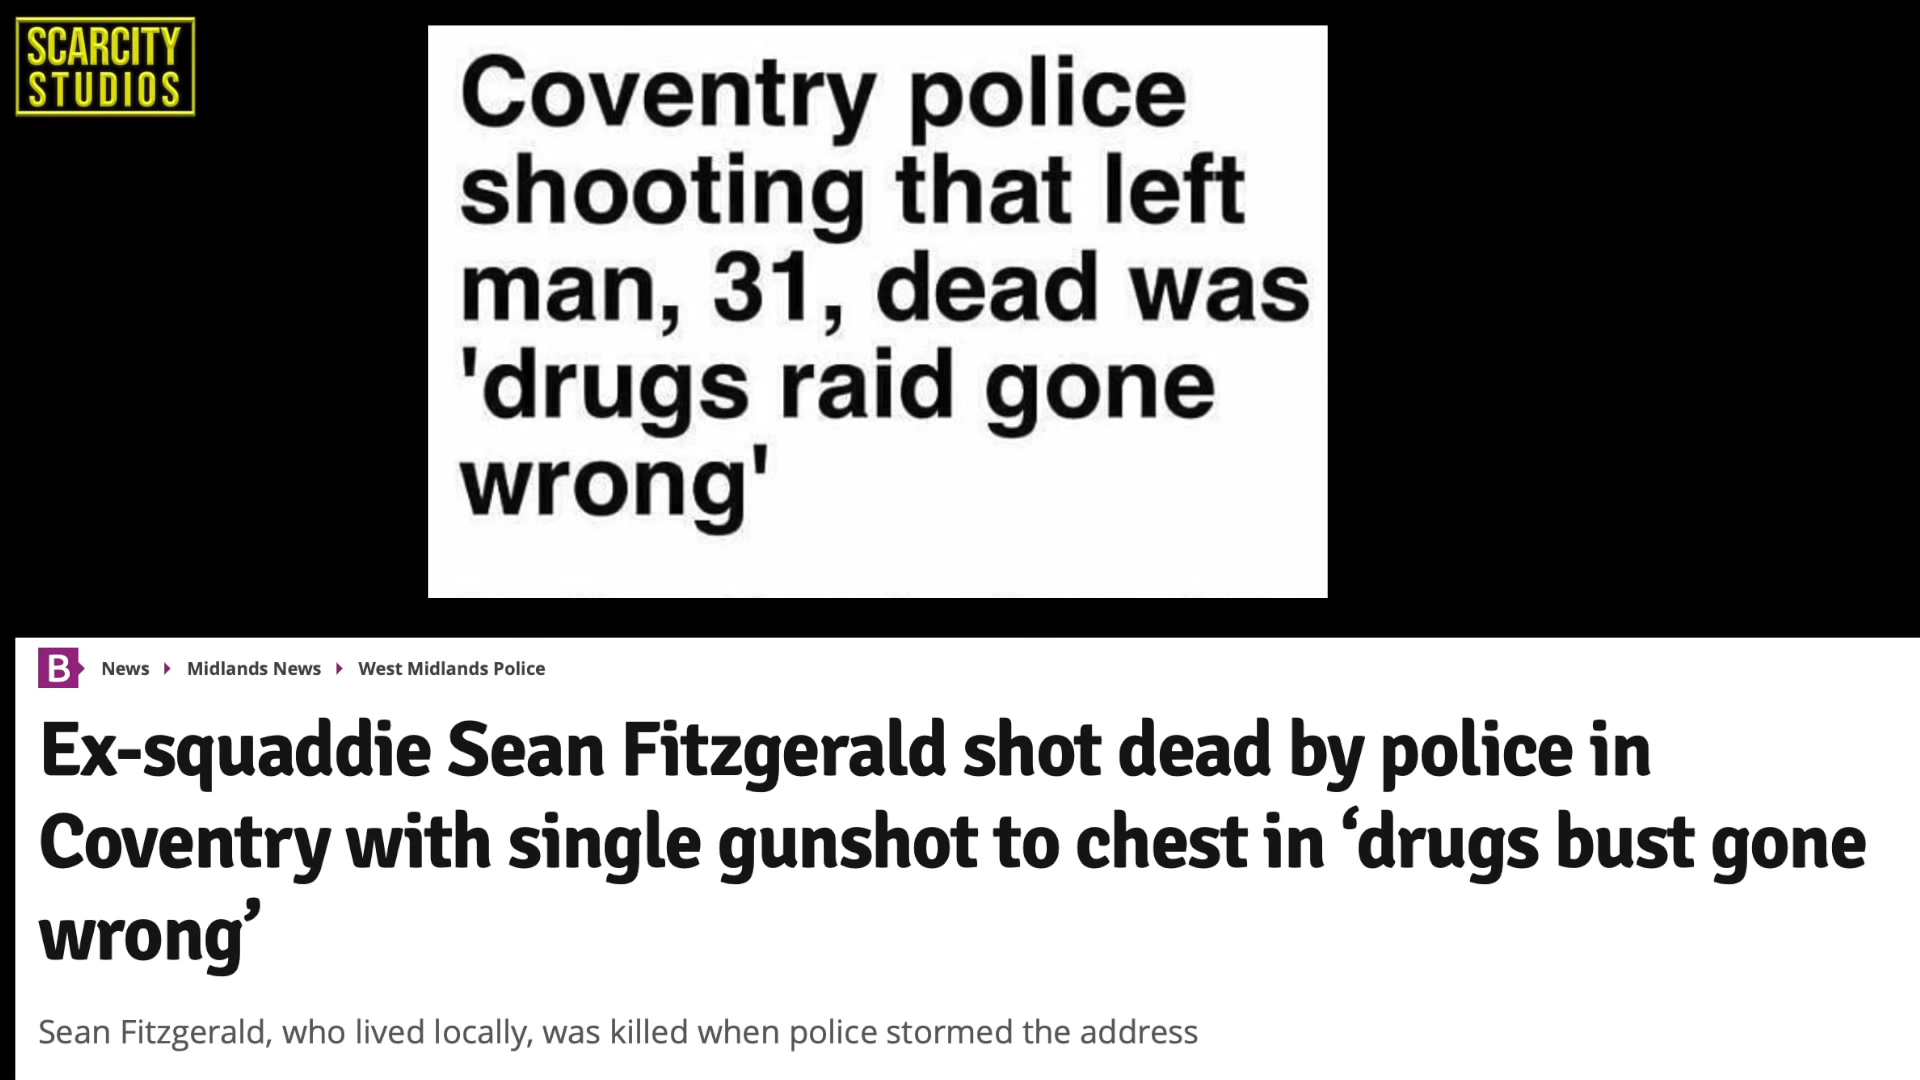 SCARCITY
STUDIOS
Coventry police
shooting that left
man, 31, dead was
'drugs raid gone
wrong'
B News Midlands News West Midlands Police
Ex-squaddie Sean Fitzgerald shot dead by police in
Coventry with single gunshot to chest in ‘drugs bust gone
wrong’
Sean Fitzgerald, who lived locally, was killed when police stormed the address